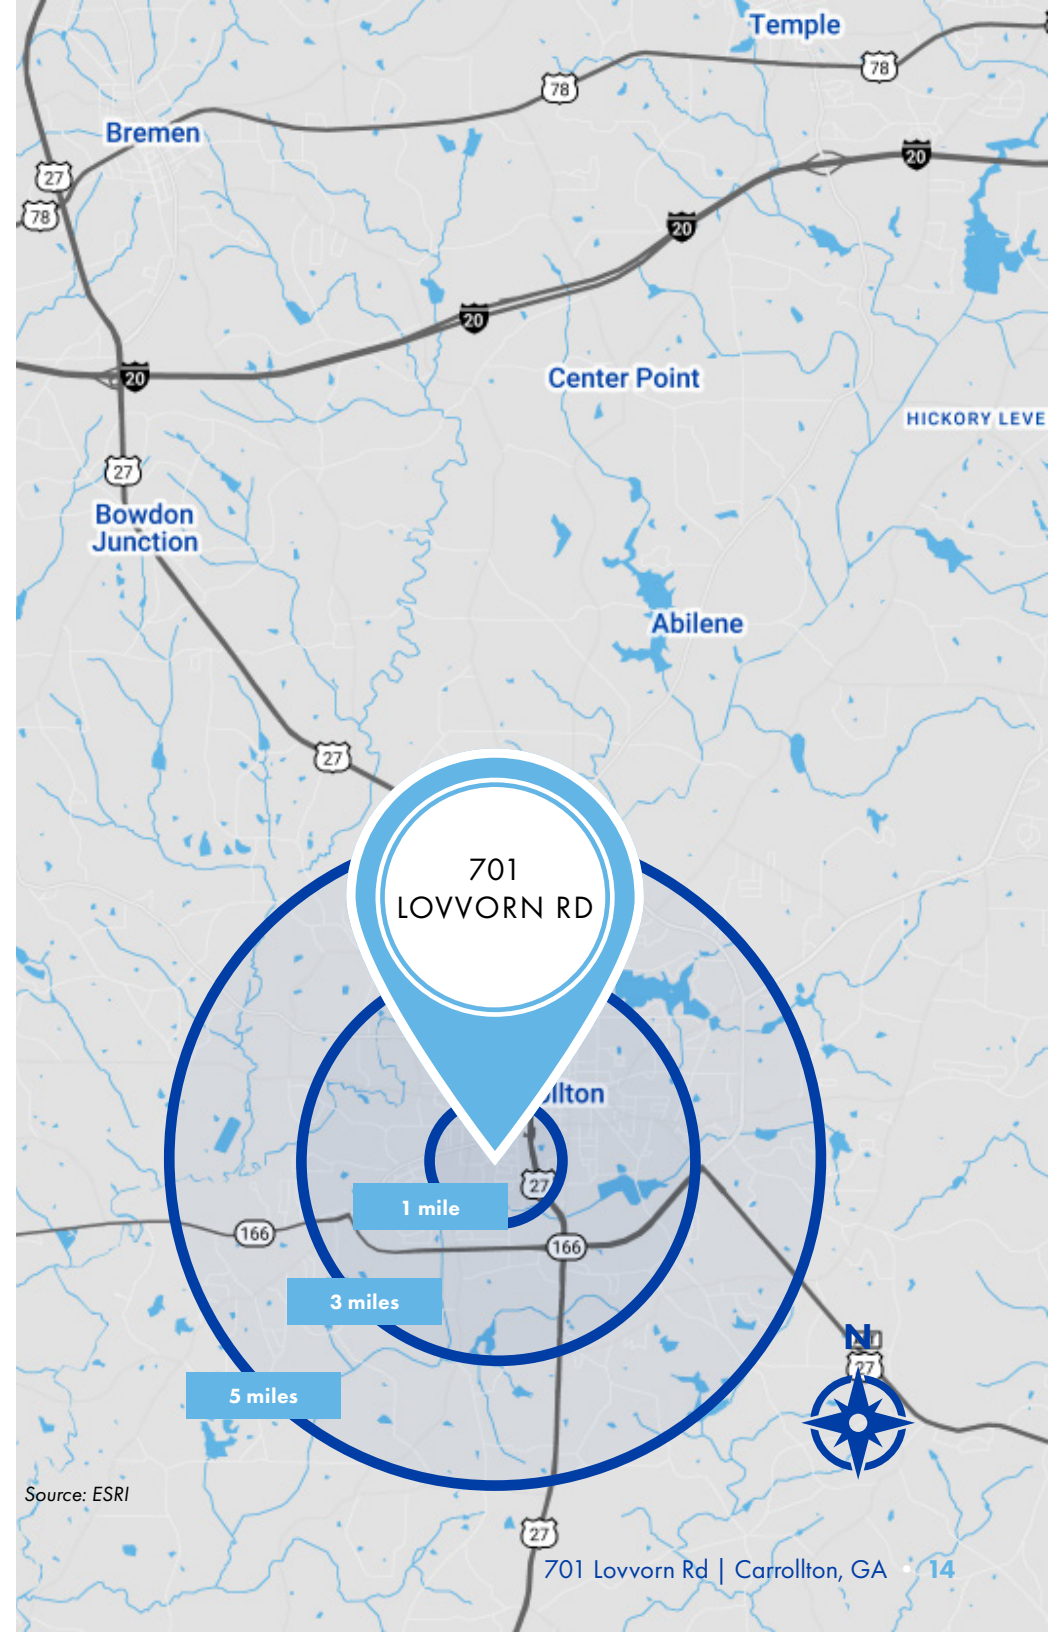 Temple
78
78
Bremen
27
78
20
20
20
20
Center Point
HICKORY LEVE
27
Bowdon
Junction
Abilene
27
701
LOVVORN RD
ollton
27
1 mile
166
166
3 miles
N
27
5 miles
Source: ESRI
27
701 Lovvorn Rd | Carrollton, GA • 14